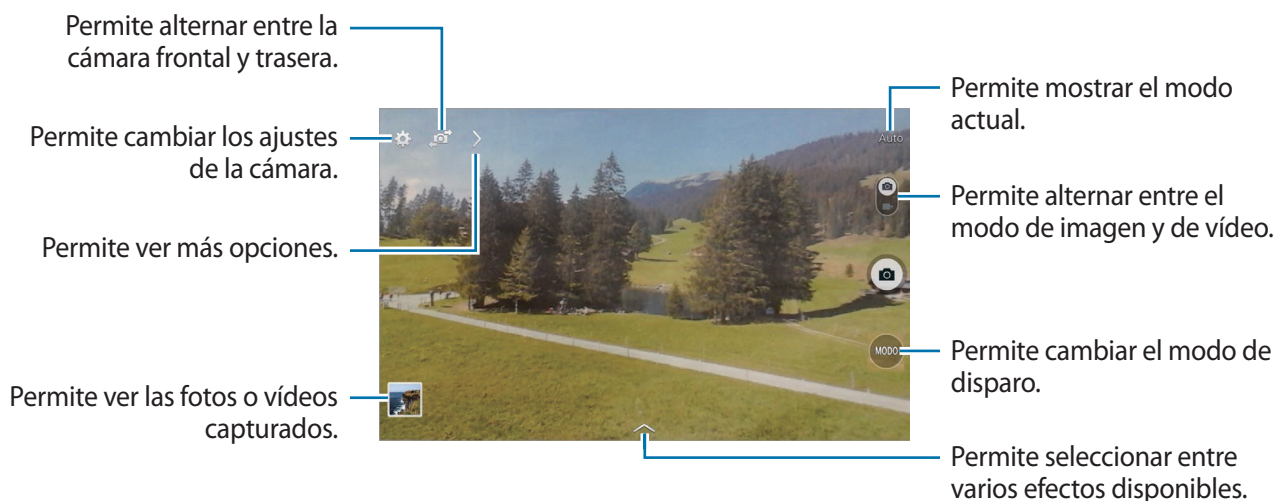 Permite alternar entre la
cámara frontal y trasera.
Permite cambiar los ajustes
de la cámara.
Permite ver más opciones.
Permite ver las fotos o vídeos
capturados.
Auto
MODO
Permite mostrar el modo
actual.
Permite alternar entre el
modo de imagen y de vídeo.
Permite cambiar el modo de
disparo.
Permite seleccionar entre
varios efectos disponibles.